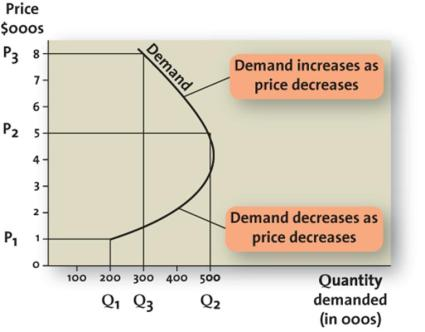 Price
$000s
P3
8
7
6
P2
5
4
3
2
P1
1
0
Demand
Demand increases as
price decreases
Demand decreases as
price decreases
100 200 300 400 500
Q1 Q3 Q2
Quantity
demanded
(in 000s)